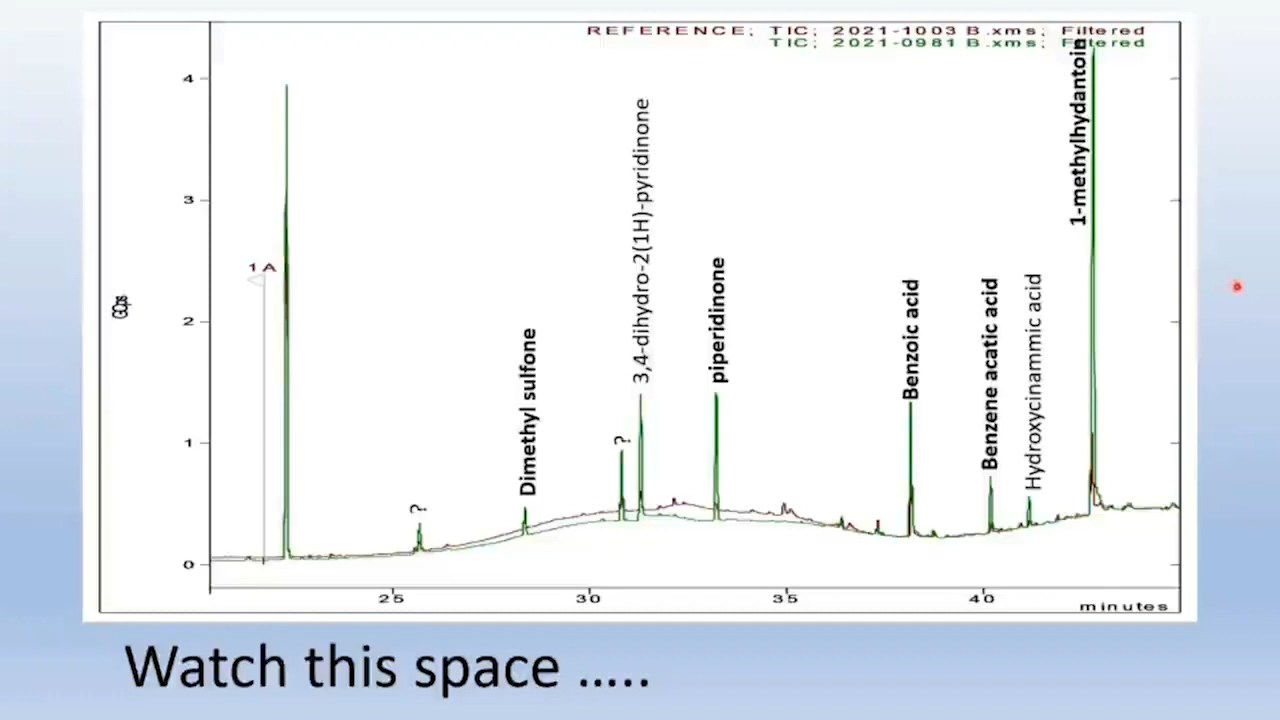 REFERENCE; TIC; 2021-1003 B.xms; Filtered
TIC; 2021-0981 B.xms; Filtered
4
3
2
1
0
GCps
1A
?
Dimethyl sulfone
?
3,4-dihydro-2(1H)-pyridinone
piperidinone
Benzoic acid
Benzene acatic acid
Hydroxycinammic acid
1-methylhydantoin
25 30 35 40
minutes
Watch this space .....